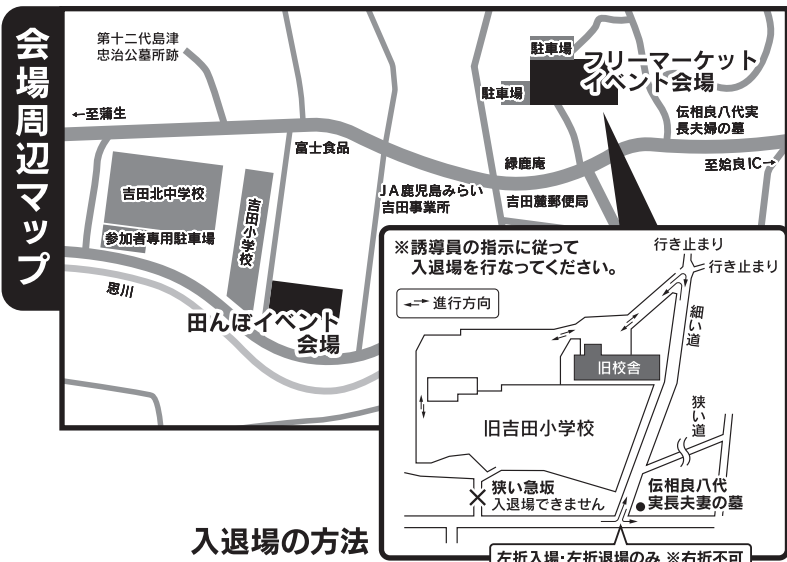 会場周辺マップ
第十二代島津
忠治公墓所跡
←至蒲生
駐車場
フリーマーケット
イベント会場
駐車場
伝相良八代実
長夫婦の墓
富士食品
緑鹿庵
至姶良IC→
吉田北中学校
JA鹿児島みらい
吉田事業所
吉田麓郵便局
吉田小学校
参加者専用駐車場
思川
田んぼイベント
会場
※誘導員の指示に従って
入退場を行なってください。
進行方向
行き止まり
行き止まり
細い道
旧校舎
狭い道
旧吉田小学校
狭い急坂
入退場できません
伝相良八代
実長夫妻の墓
入退場の方法
左折入場・左折退場のみ ※右折不可